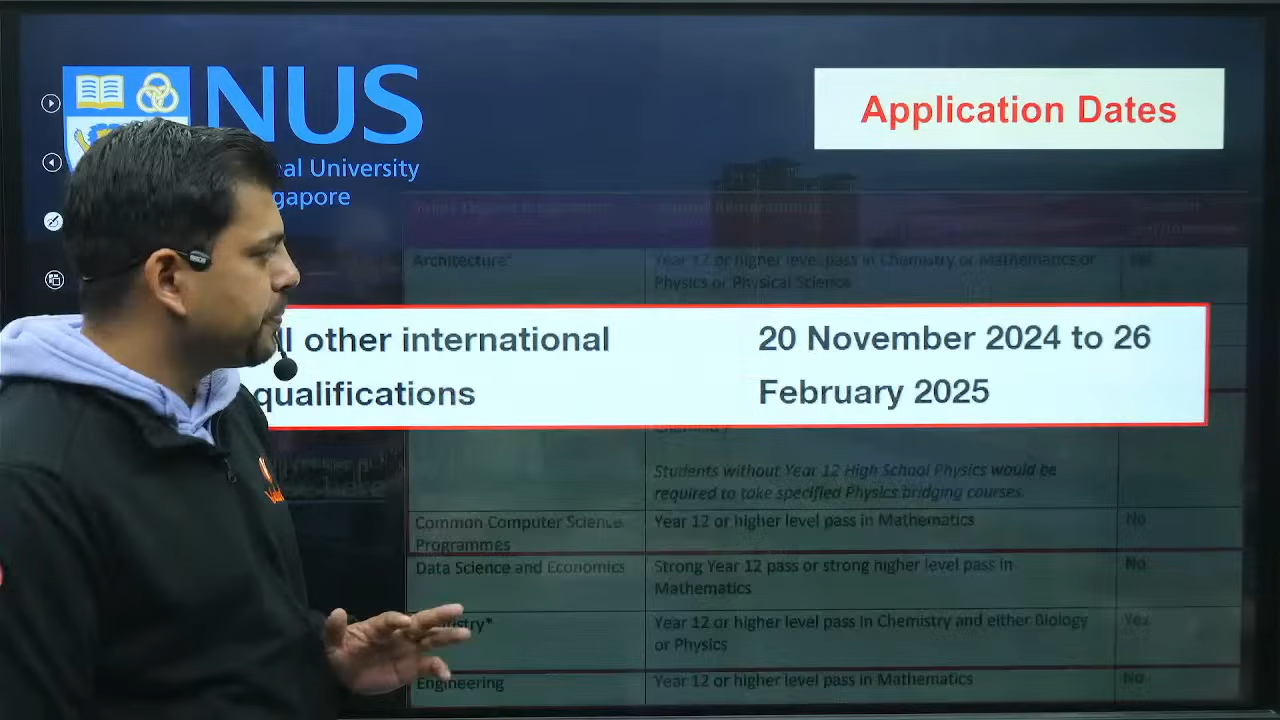 NUS
al University
gapore
Application Dates
Architecture*
Year 12 or higher level pass in Chemistry or Mathematics or
Physics or Physical Science
ll other international
qualifications
20 November 2024 to 26
February 2025
Students without Year 12 High School Physics would be
required to take specified Physics bridging courses.
Common Computer Science
Programmes
Year 12 or higher level pass in Mathematics
No
Data Science and Economics
Strong Year 12 pass or strong higher level pass in
Mathematics
No
istry*
Year 12 or higher level pass in Chemistry and either Biology
or Physics
Yes
Engineering
Year 12 or higher level pass in Mathematics
No